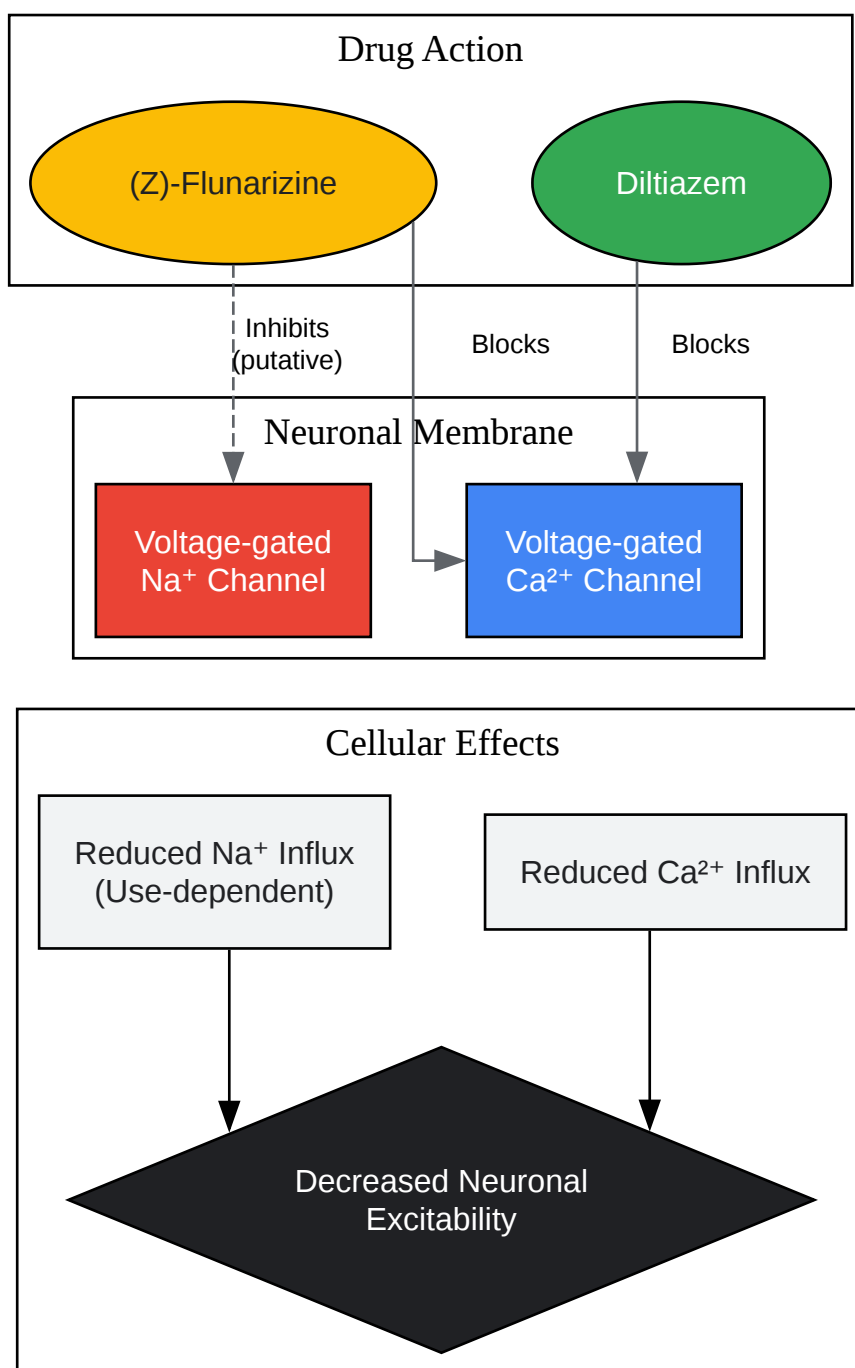 Drug Action
(Z)-Flunarizine
Diltiazem
Inhibits
(putative)
Blocks
Blocks
Neuronal Membrane
Voltage-gated
Na⁺ Channel
Voltage-gated
Ca²⁺ Channel
Cellular Effects
Reduced Na⁺ Influx
(Use-dependent)
Reduced Ca²⁺ Influx
Decreased Neuronal
Excitability